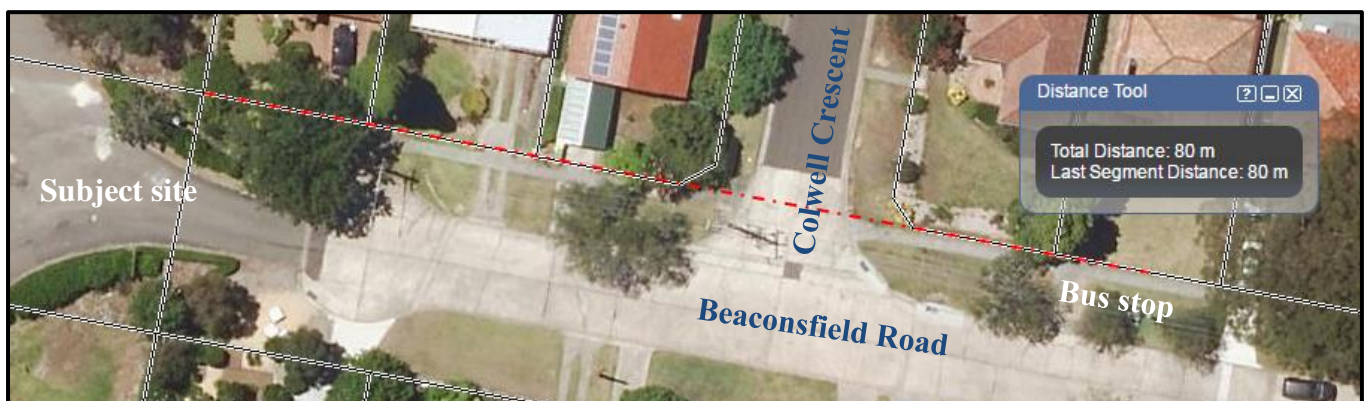 Colwell Crescent
Distance Tool
Total Distance: 80 m
Last Segment Distance: 80 m
Subject site
Bus stop
Beaconsfield Road